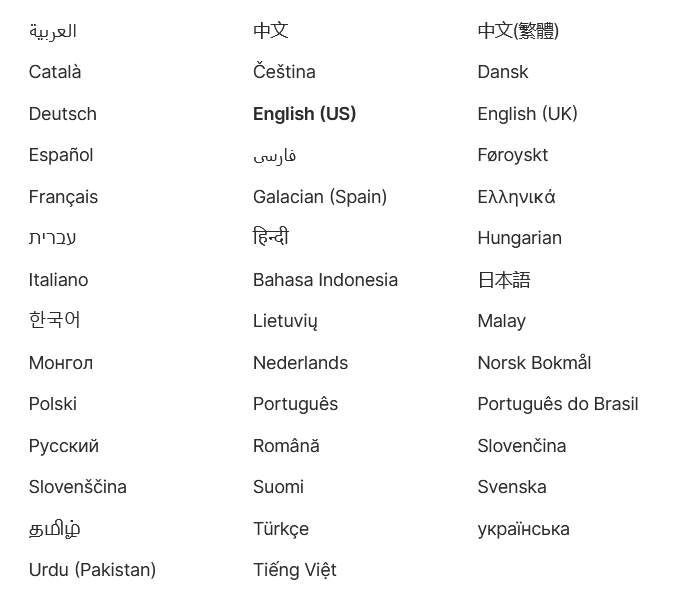 العربية 中文 中文(繁體)
Català Čeština Dansk
Deutsch English (US) English (UK)
Español فارسی Føroyskt
Français Galacian (Spain) Ελληνικά
עברית हिन्दी Hungarian
Italiano Bahasa Indonesia 日本語
한국어 Lietuvių Malay
Монгол Nederlands Norsk Bokmål
Polski Português Português do Brasil
Русский Română Slovenčina
Slovenščina Suomi Svenska
தமிழ் Türkçe українська
Urdu (Pakistan) Tiếng Việt